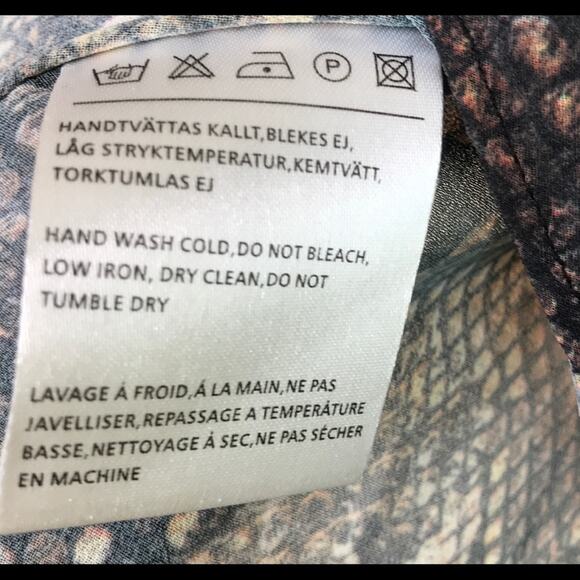 P
HANDTVÄTTAS KALLT,BLEKES EJ,
LÅG STRYKTEMPERATUR,KEMTVÄTT,
TORKTUMLAS EJ
HAND WASH COLD,DO NOT BLEACH,
LOW IRON, DRY CLEAN,DO NOT
TUMBLE DRY
LAVAGE Á FROID,Á LA MAIN,NE PAS
JAVELLISER,REPASSAGE A TEMPERÁTURE
BASSE,NETTOYAGE Á SEC,NE PAS SÉCHER
EN MACHINE